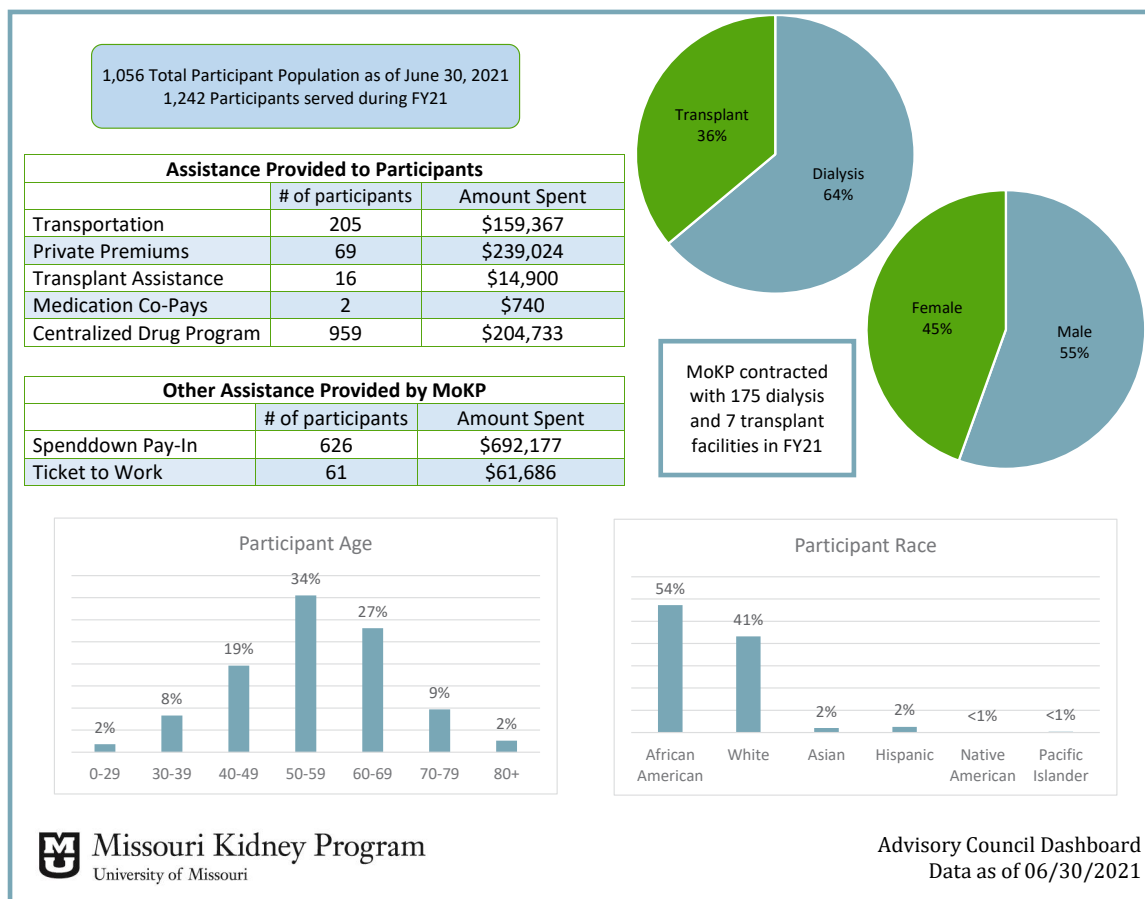 1,056 Total Participant Population as of June 30, 2021
1,242 Participants served during FY21
Transplant
36%
Dialysis
64%
Assistance Provided to Participants
# of participants Amount Spent
Transportation 205 $159,367
Private Premiums 69 $239,024
Transplant Assistance 16 $14,900
Medication Co-Pays 2 $740
Centralized Drug Program 959 $204,733
Female
45%
Male
55%
MoKP contracted
with 175 dialysis
and 7 transplant
facilities in FY21
Other Assistance Provided by MoKP
# of participants Amount Spent
Spenddown Pay-In 626 $692,177
Ticket to Work 61 $61,686
Participant Age
2% 8% 19% 34% 27% 9% 2%
0-29 30-39 40-49 50-59 60-69 70-79 80+
Participant Race
54% 41% 2% 2% <1% <1%
African White Asian Hispanic Native Pacific
American American Islander
MU
Missouri Kidney Program
University of Missouri
Advisory Council Dashboard
Data as of 06/30/2021